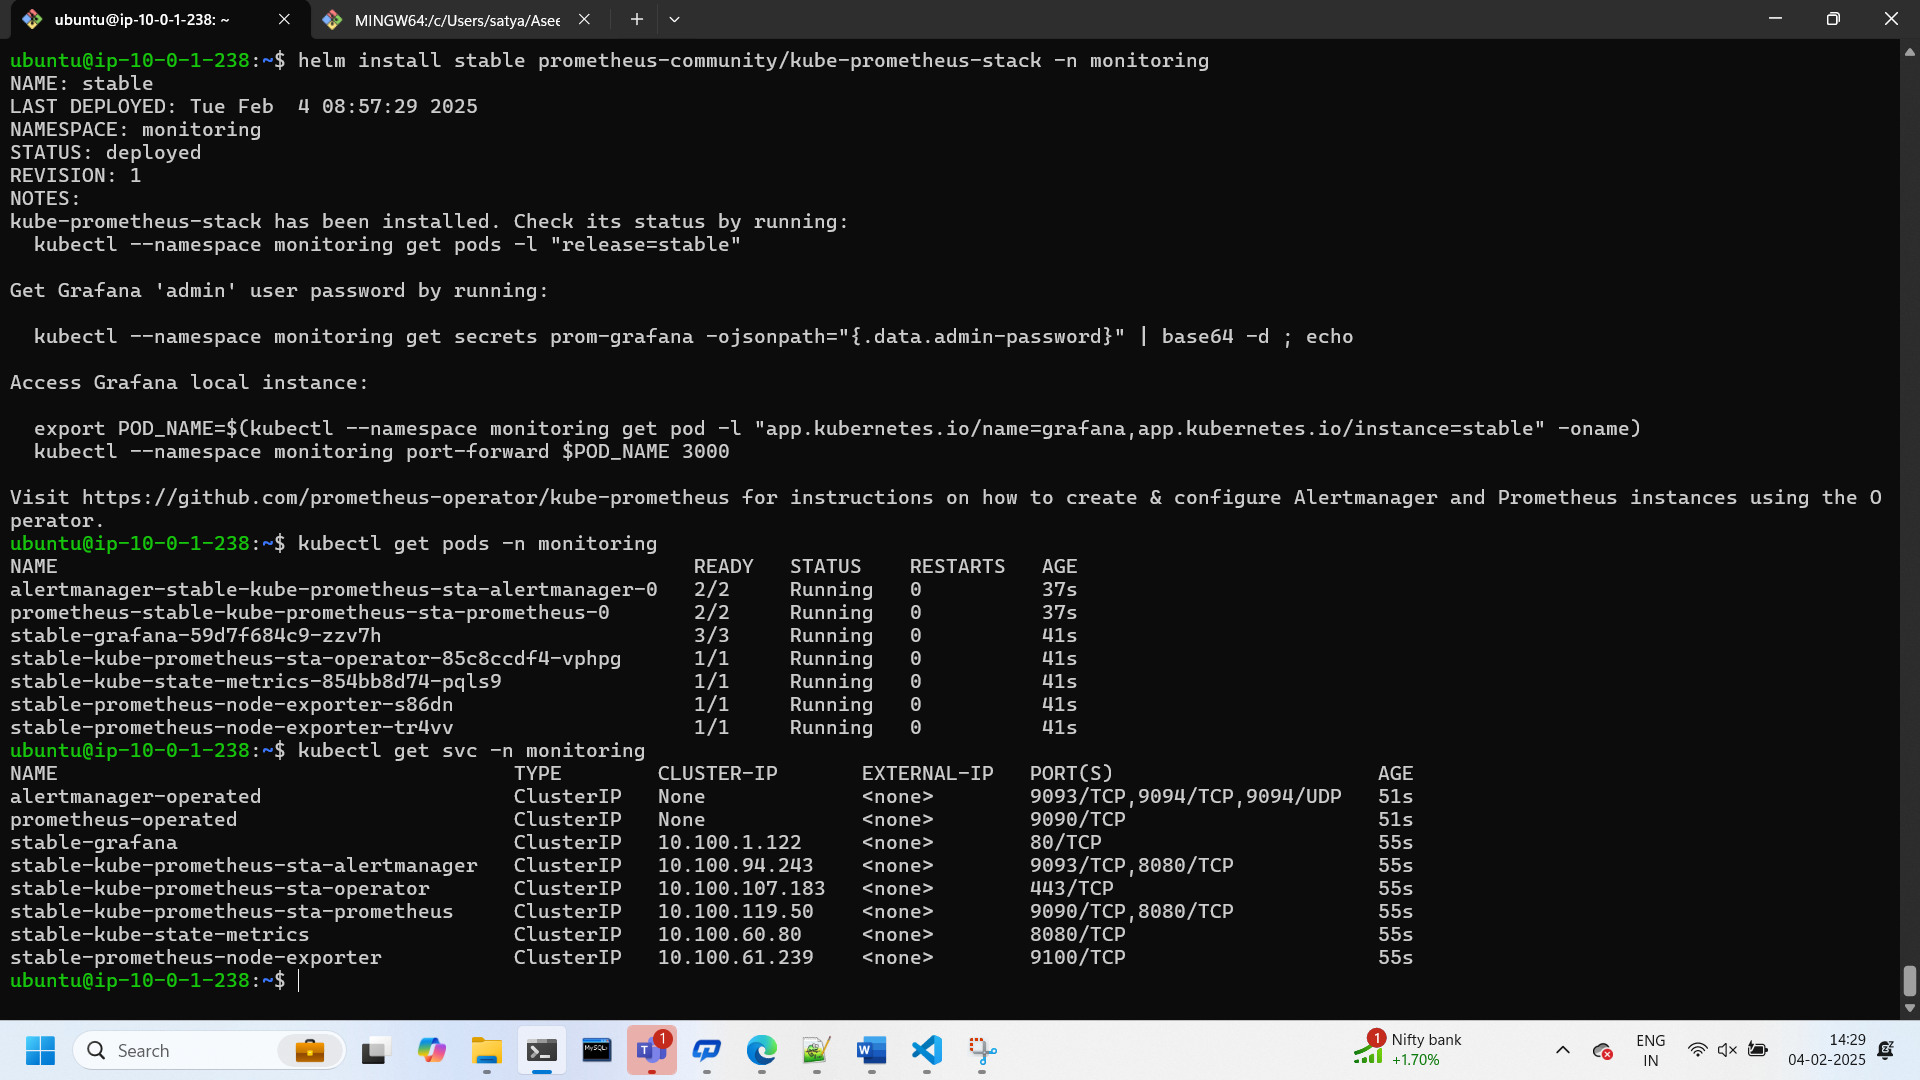 ubuntu@ip-10-0-1-238: ~
MINGW64:/c/Users/satya/Asee
ubuntu@ip-10-0-1-238:~$ helm install stable prometheus-community/kube-prometheus-stack -n monitoring
NAME: stable
LAST DEPLOYED: Tue Feb  4 08:57:29 2025
NAMESPACE: monitoring
STATUS: deployed
REVISION: 1
NOTES:
kube-prometheus-stack has been installed. Check its status by running:
  kubectl --namespace monitoring get pods -l "release=stable"
Get Grafana 'admin' user password by running:
  kubectl --namespace monitoring get secrets prom-grafana -ojsonpath="{.data.admin-password}" | base64 -d ; echo
Access Grafana local instance:
  export POD_NAME=$(kubectl --namespace monitoring get pod -l "app.kubernetes.io/name=grafana,app.kubernetes.io/instance=stable" -oname)
  kubectl --namespace monitoring port-forward $POD_NAME 3000
Visit https://github.com/prometheus-operator/kube-prometheus for instructions on how to create & configure Alertmanager and Prometheus instances using the O
perator.
ubuntu@ip-10-0-1-238:~$ kubectl get pods -n monitoring
NAME READY STATUS RESTARTS AGE
alertmanager-stable-kube-prometheus-sta-alertmanager-0 2/2 Running 0 37s
prometheus-stable-kube-prometheus-sta-prometheus-0 2/2 Running 0 37s
stable-grafana-59d7f684c9-zzv7h 3/3 Running 0 41s
stable-kube-prometheus-sta-operator-85c8ccdf4-vphpg 1/1 Running 0 41s
stable-kube-state-metrics-854bb8d74-pqls9 1/1 Running 0 41s
stable-prometheus-node-exporter-s86dn 1/1 Running 0 41s
stable-prometheus-node-exporter-tr4vv 1/1 Running 0 41s
ubuntu@ip-10-0-1-238:~$ kubectl get svc -n monitoring
NAME TYPE CLUSTER-IP EXTERNAL-IP PORT(S) AGE
alertmanager-operated ClusterIP None <none> 9093/TCP,9094/TCP,9094/UDP 51s
prometheus-operated ClusterIP None <none> 9090/TCP 51s
stable-grafana ClusterIP 10.100.1.122 <none> 80/TCP 55s
stable-kube-prometheus-sta-alertmanager ClusterIP 10.100.94.243 <none> 9093/TCP,8080/TCP 55s
stable-kube-prometheus-sta-operator ClusterIP 10.100.107.183 <none> 443/TCP 55s
stable-kube-prometheus-sta-prometheus ClusterIP 10.100.119.50 <none> 9090/TCP,8080/TCP 55s
stable-kube-state-metrics ClusterIP 10.100.60.80 <none> 8080/TCP 55s
stable-prometheus-node-exporter ClusterIP 10.100.61.239 <none> 9100/TCP 55s
ubuntu@ip-10-0-1-238:~$
Search
MySQL
1
1
Nifty bank
+1.70%
ENG
IN
14:29
04-02-2025